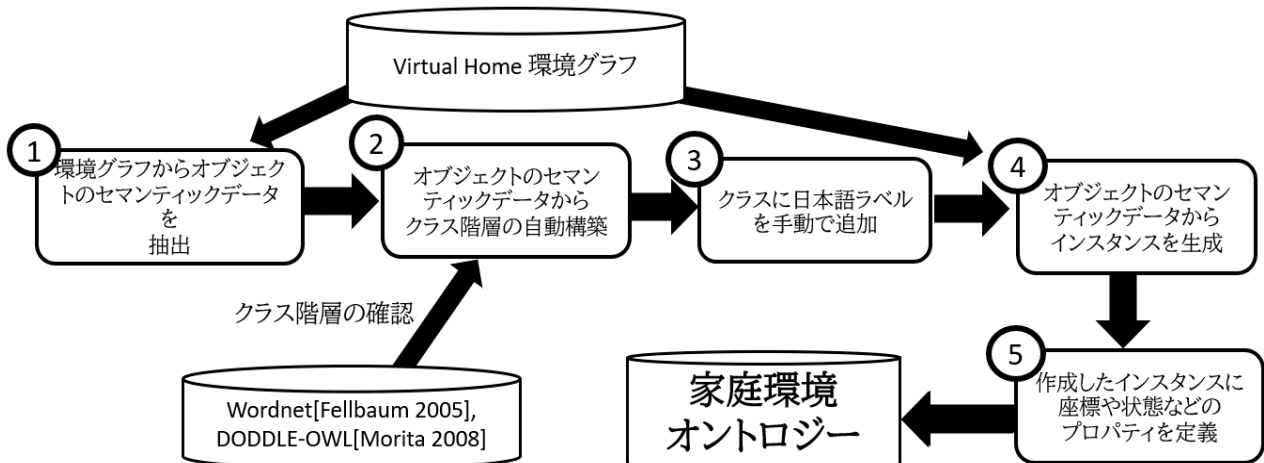 Virtual Home 環境グラフ
1
環境グラフからオブジェク
トのセマンティックデータ
を
抽出
2
オブジェクトのセマン
ティックデータから
クラス階層の自動構築
3
クラスに日本語ラベル
を手動で追加
4
オブジェクトのセマン
ティックデータから
インスタンスを生成
クラス階層の確認
Wordnet[Fellbaum 2005],
DODDLE-OWL[Morita 2008]
5
作成したインスタンスに
座標や状態などの
プロパティを定義
家庭環境
オントロジー